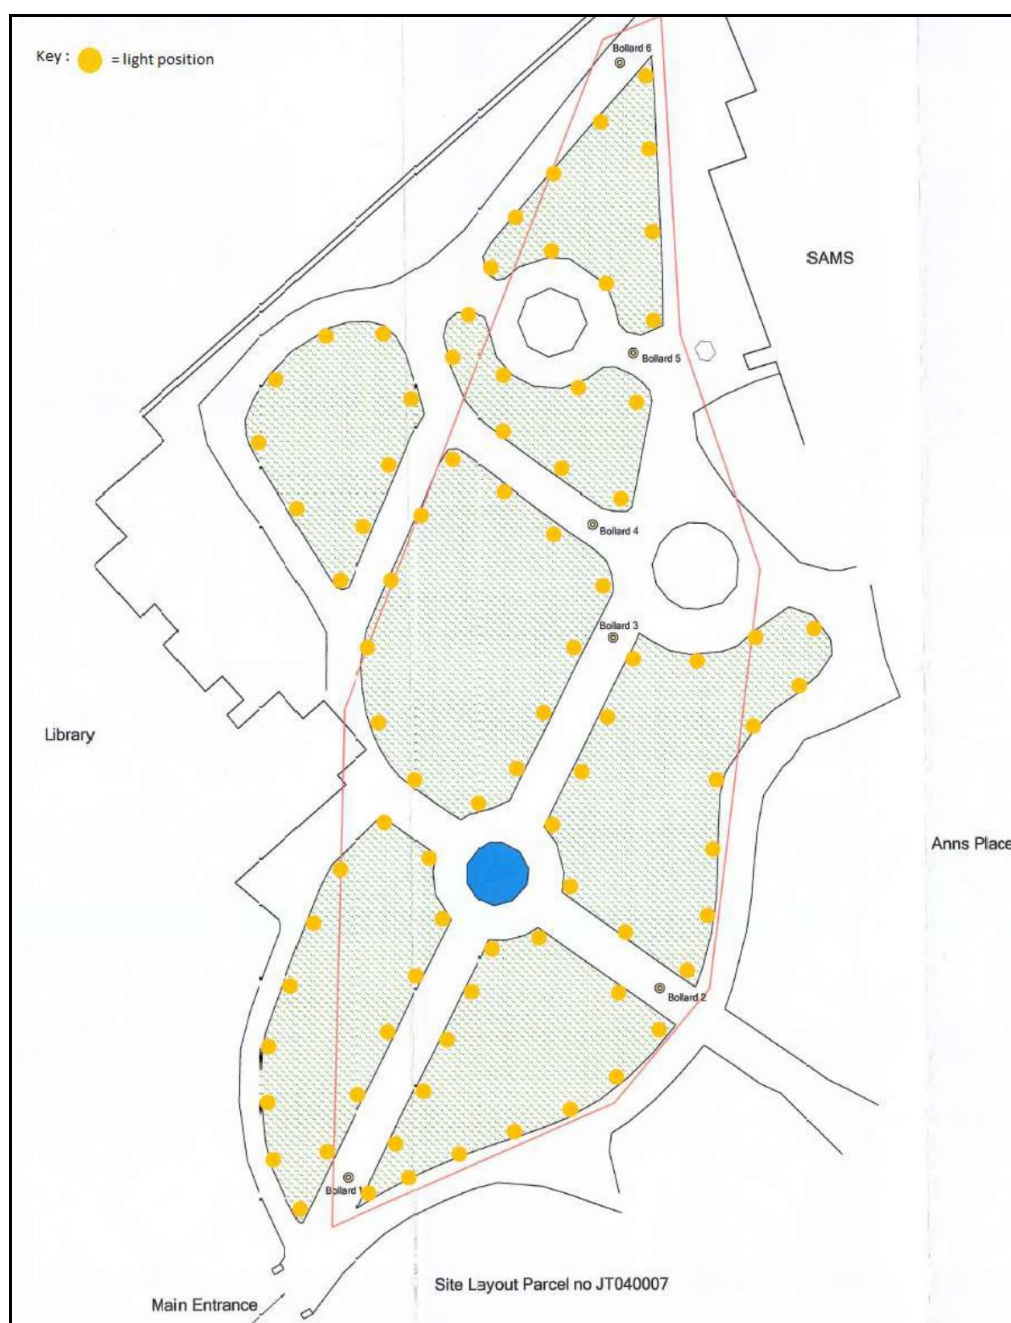 Key : = light position
Bollard 6
SAMS
Bollard 5
Bollard 4
Bollard 3
Library
Anns Place
Bollard 2
Bollard 1
Site Layout Parcel no JT040007
Main Entrance